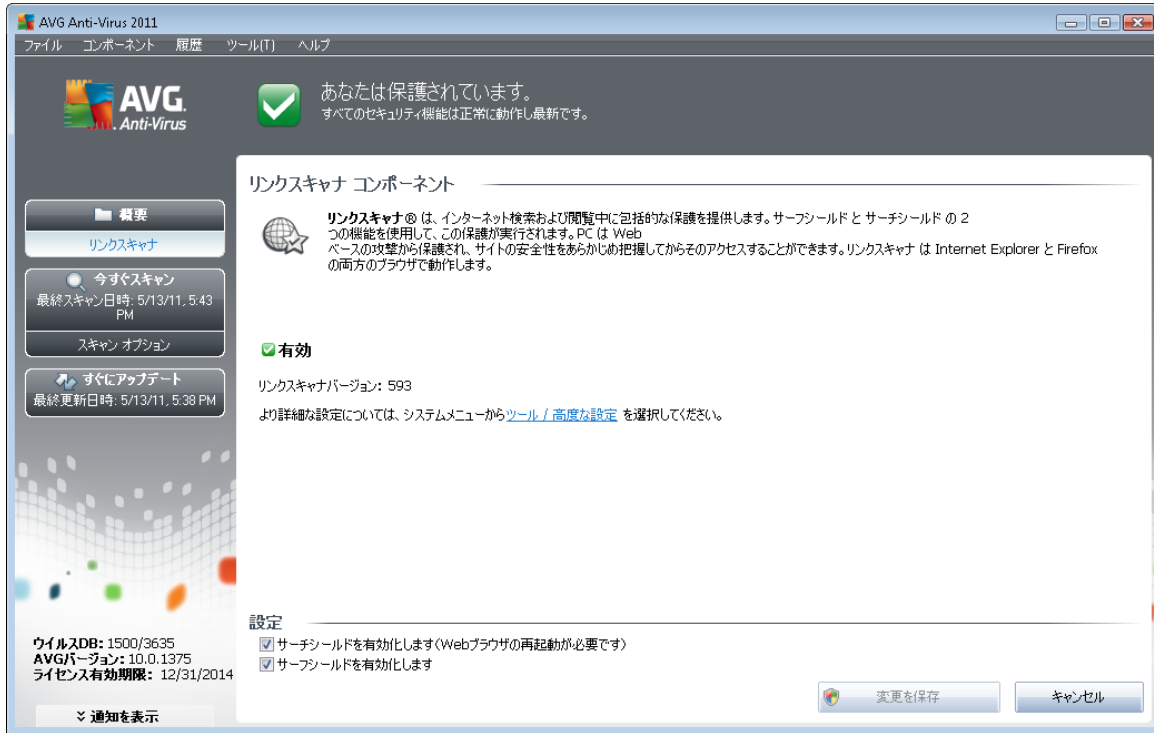 AVG Anti-Virus 2011
ファイル コンポーネント 履歴 ツール(T) ヘルプ
AVG.
Anti-Virus
あなたは保護されています。
すべてのセキュリティ機能は正常に動作し最新です。
概要
リンクスキャナ
今すぐスキャン
最終スキャン日時: 5/13/11, 5:43
PM
スキャン オプション
すぐにアップデート
最終更新日時: 5/13/11, 5:38 PM
ウイルスDB: 1500/3635
AVGバージョン: 10.0.1375
ライセンス有効期限: 12/31/2014
通知を表示
リンクスキャナ コンポーネント
リンクスキャナ® は、インターネット検索および閲覧中に包括的な保護を提供します。サーフシールド と サーチシールド の 2
つの機能を使用して、この保護が実行されます。PC は Web
ベースの攻撃から保護され、サイトの安全性をあらかじめ把握してからそのアクセスすることができます。リンクスキャナ は Internet Explorer と Firefox
の両方のブラウザで動作します。
有効
リンクスキャナバージョン: 593
より詳細な設定については、システムメニューからツール / 高度な設定 を選択してください。
設定
サーチシールドを有効化します(Webブラウザの再起動が必要です)
サーフシールドを有効化します
変更を保存
キャンセル